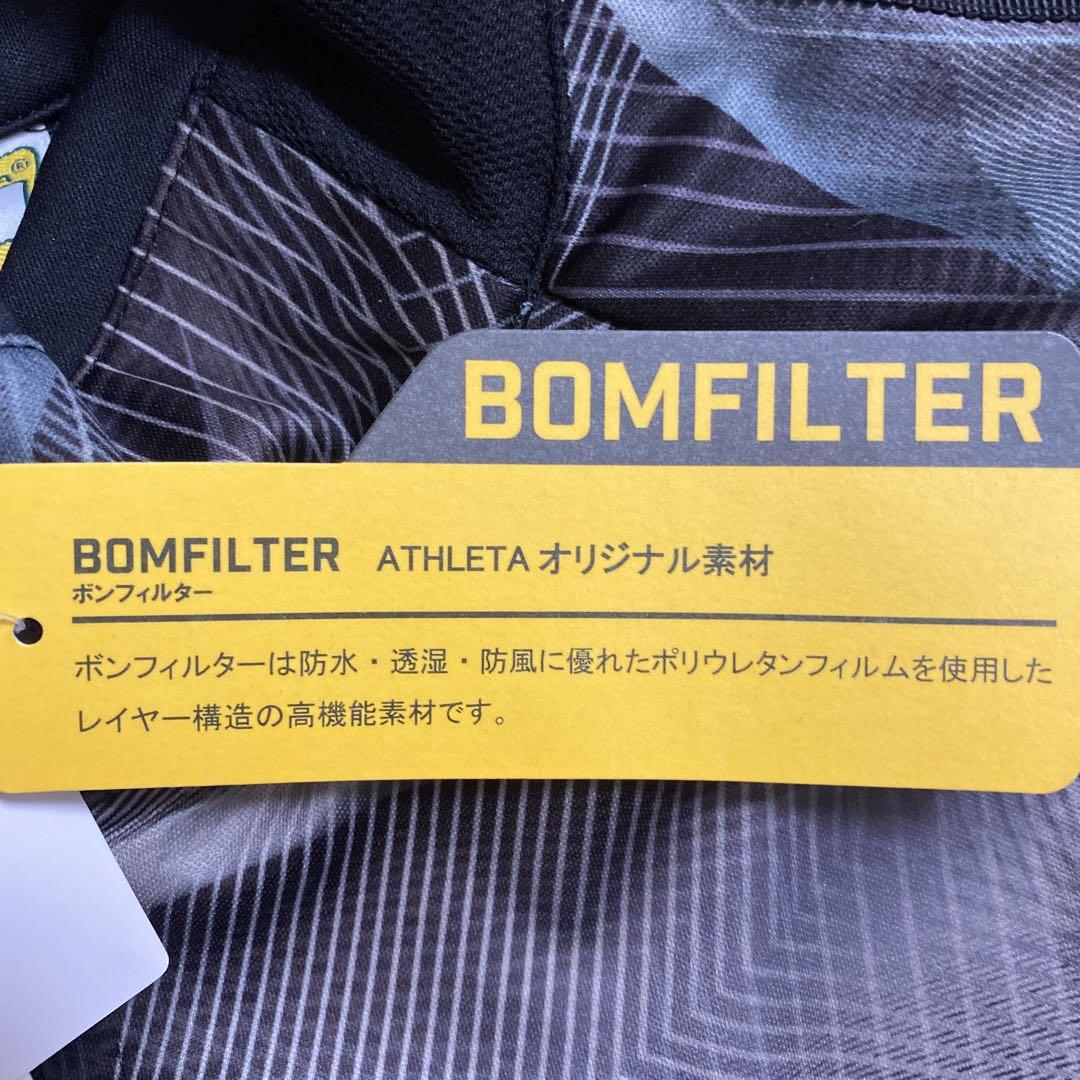 BOMFILTER
BOMFILTER ATHLETA オリジナル素材
ボンフィルター
ボンフィルターは防水・透湿・防風に優れたポリウレタンフィルムを使用した
レイヤー構造の高機能素材です。